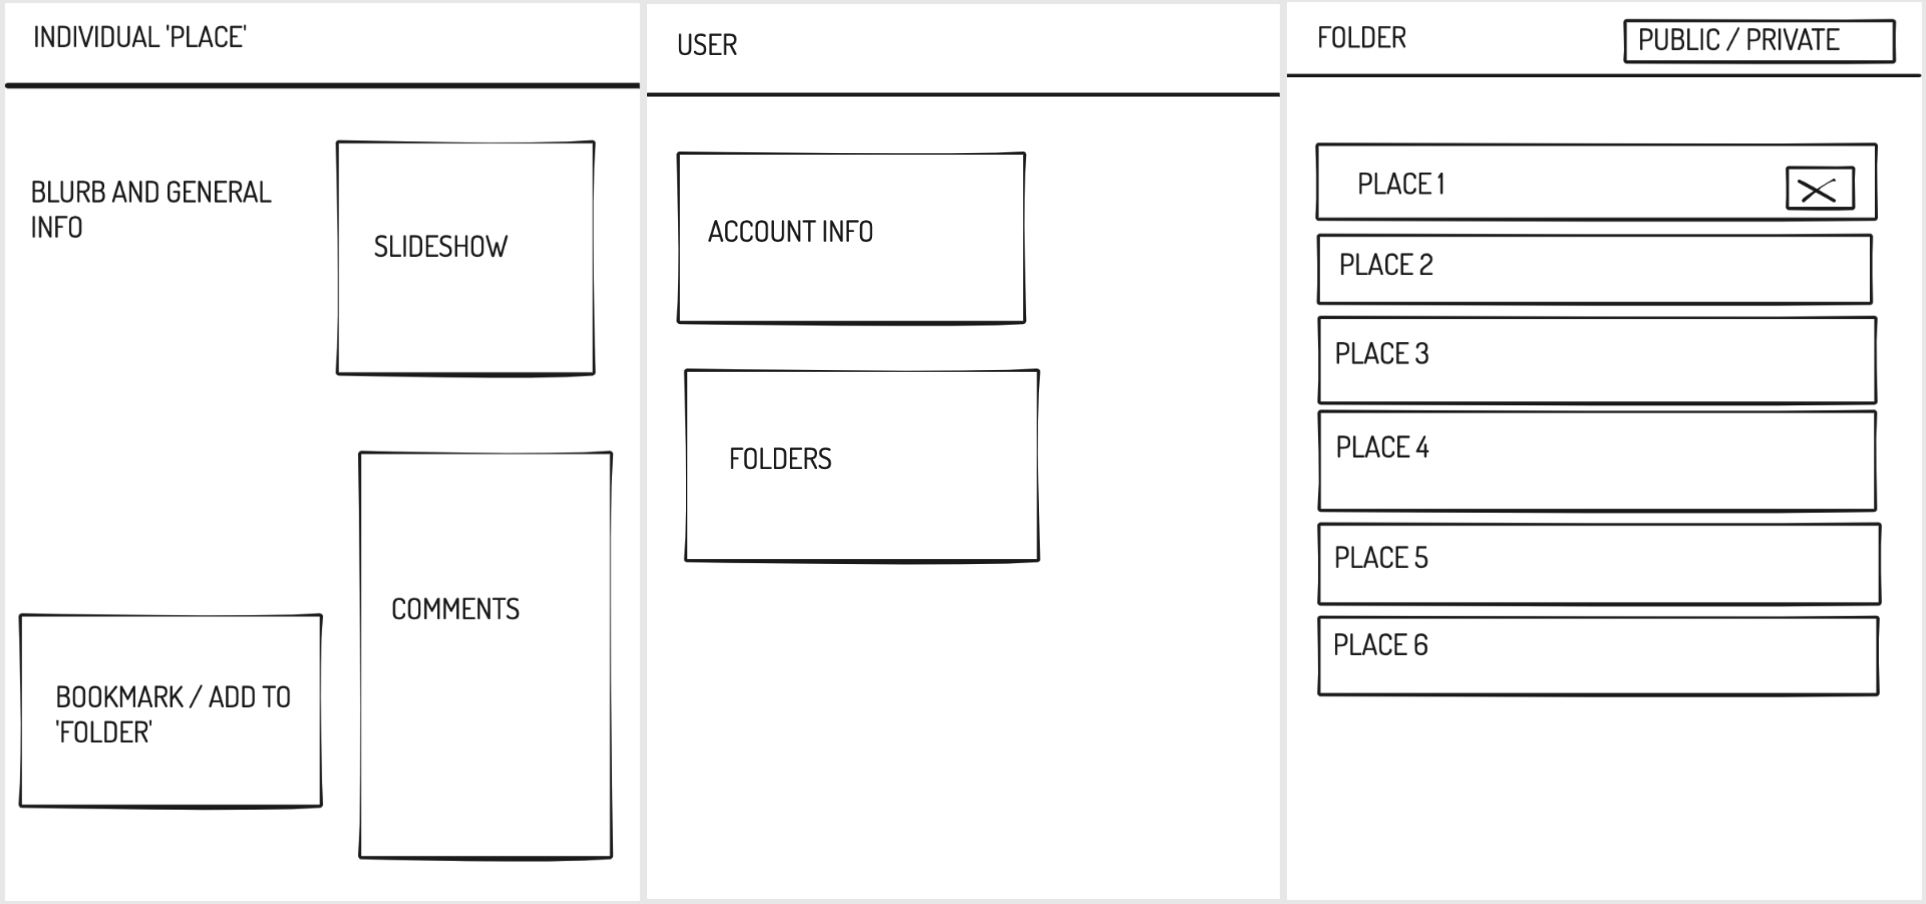 INDIVIDUAL 'PLACE'
BLURB AND GENERAL
INFO
SLIDESHOW
COMMENTS
BOOKMARK / ADD TO
'FOLDER'
USER
ACCOUNT INFO
FOLDERS
FOLDER
PUBLIC / PRIVATE
PLACE 1
PLACE 2
PLACE 3
PLACE 4
PLACE 5
PLACE 6